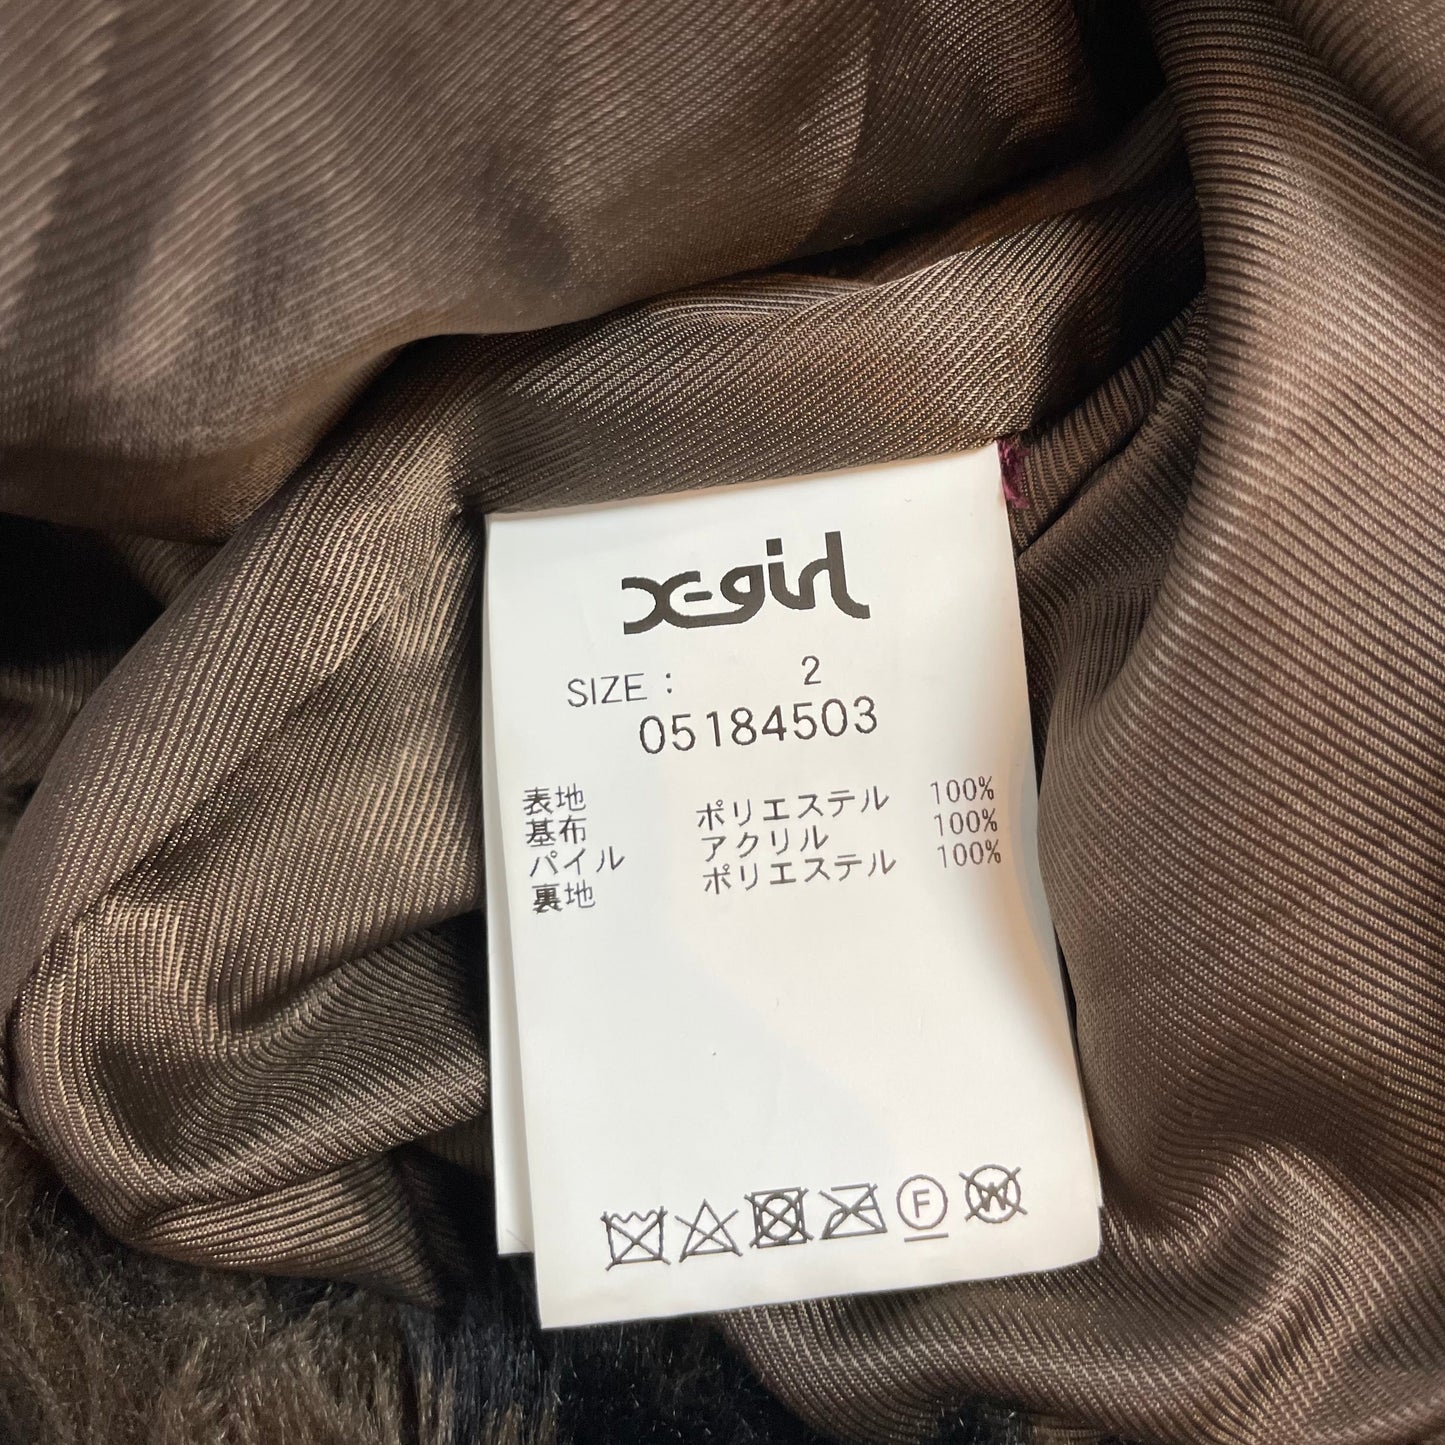 X-girl
SIZE : 2
05184503
表地
基布 ポリエステル 100%
パイル アクリル 100%
裏地 ポリエステル 100%
F
W